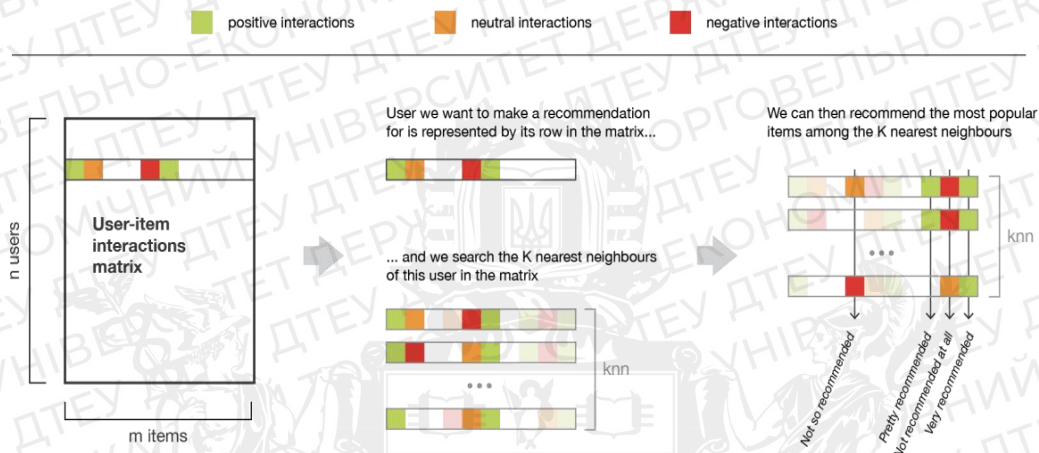 positive interactions
neutral interactions
negative interactions
User we want to make a recommendation
for is represented by its row in the matrix...
We can then recommend the most popular
items among the K nearest neighbours
n users
User-item
interactions
matrix
m items
... and we search the K nearest neighbours
of this user in the matrix
knn
knn
Not so recommended
Pretty recommended
Not recommended at all
Very recommended